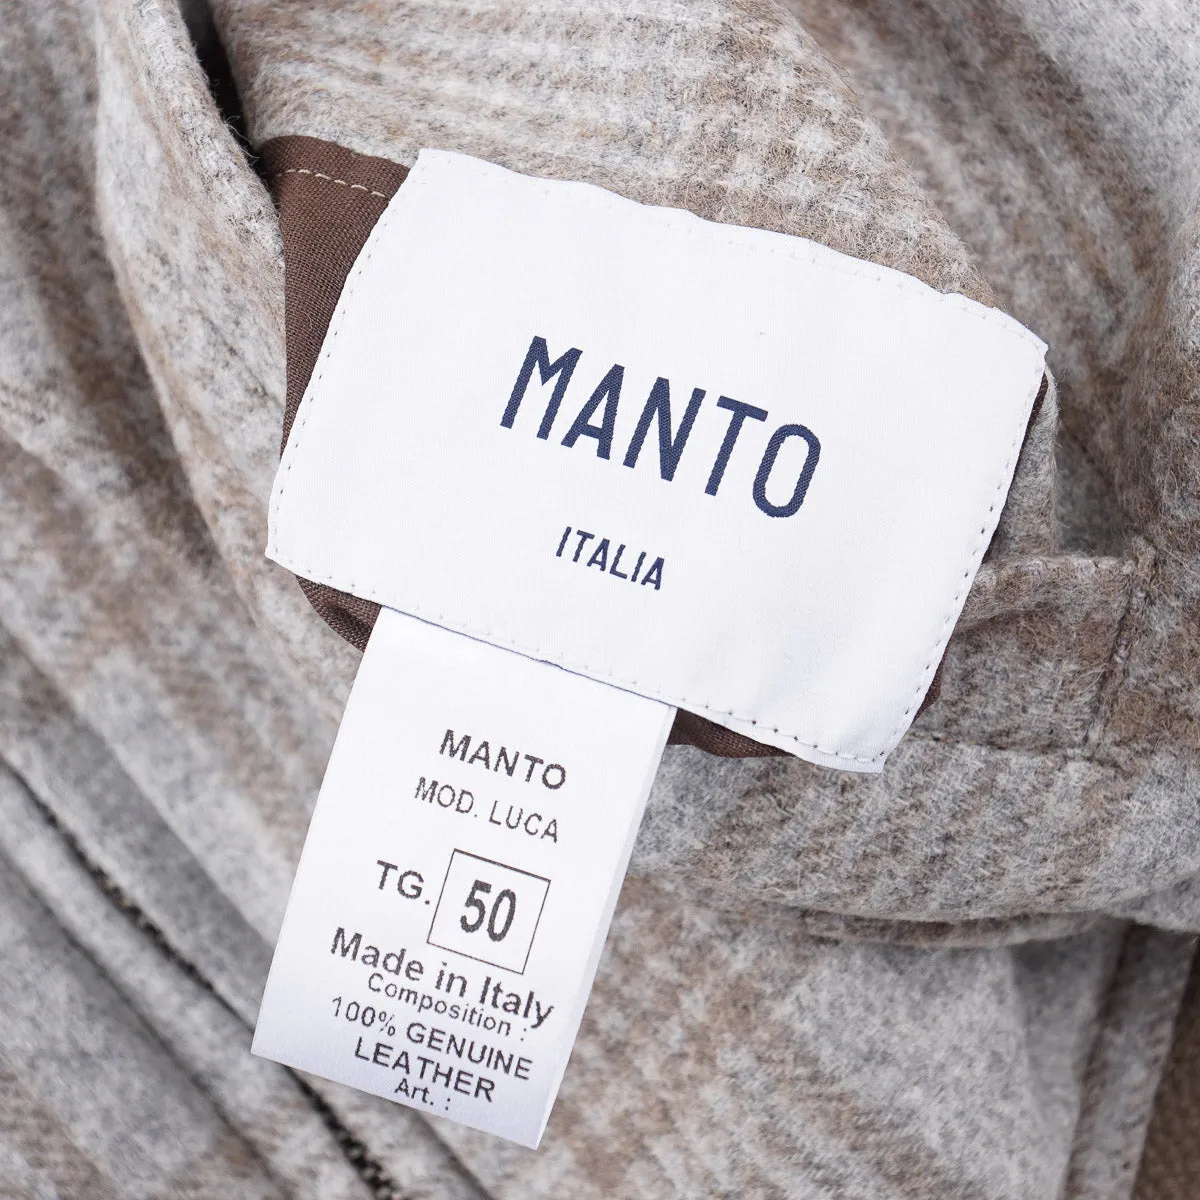 MANTO
ITALIA
MANTO
MOD. LUCA
TG. 50
Made in Italy
Composition :
100% GENUINE
LEATHER
Art. :